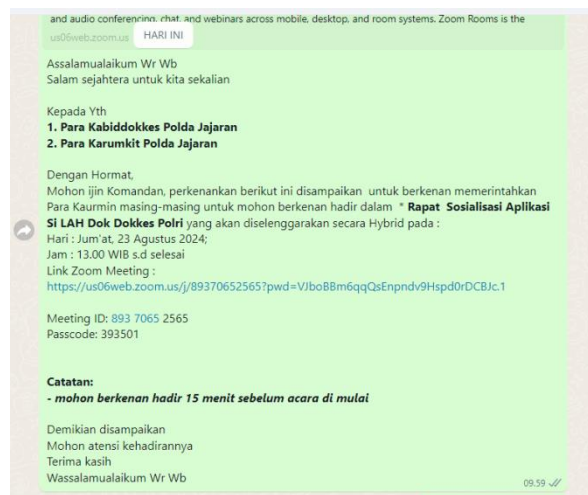 and audio conferencing, chat, and webinars across mobile, desktop, and room systems. Zoom Rooms is the
us06web.zoom.us
HARI INI
Assalamualaikum Wr Wb
Salam sejahtera untuk kita sekalian
Kepada Yth
1. Para Kabiddokkes Polda Jajaran
2. Para Karumkit Polda Jajaran
Dengan Hormat,
Mohon ijin Komandan, perkenankan berikut ini disampaikan untuk berkenan memerintahkan
Para Kaurmin masing-masing untuk mohon berkenan hadir dalam * Rapat Sosialisasi Aplikasi
Si LAH Dok Dokkes Polri yang akan diselenggarakan secara Hybrid pada :
Hari : Jum'at, 23 Agustus 2024;
Jam : 13.00 WIB s.d selesai
Link Zoom Meeting :
https://us06web.zoom.us/j/89370652565?pwd=VJboBBm6qqQsEnpndv9Hspd0rDCBJc.1
Meeting ID: 893 7065 2565
Passcode: 393501
Catatan:
- mohon berkenan hadir 15 menit sebelum acara di mulai
Demikian disampaikan
Mohon atensi kehadirannya
Terima kasih
Wassalamualaikum Wr Wb
09.59